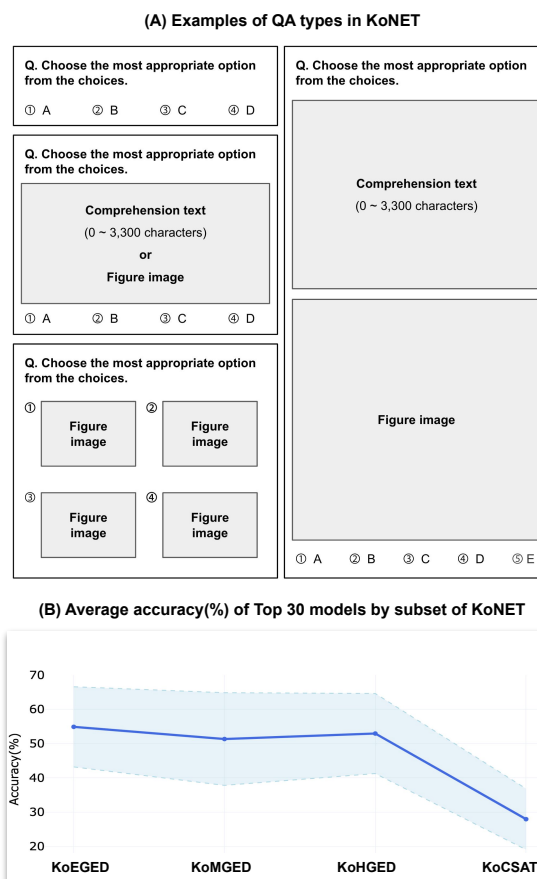 (A) Examples of QA types in KoNET
Q. Choose the most appropriate option
from the choices.
① A ② B ③ C ④ D
Q. Choose the most appropriate option
from the choices.
Comprehension text
(0 ~ 3,300 characters)
or
Figure image
① A ② B ③ C ④ D
Q. Choose the most appropriate option
from the choices.
①
Figure
image
②
Figure
image
③
Figure
image
④
Figure
image
Q. Choose the most appropriate option
from the choices.
Comprehension text
(0 ~ 3,300 characters)
Figure image
① A ② B ③ C ④ D ⑤ E
(B) Average accuracy(%) of Top 30 models by subset of KoNET
Accuracy(%)
70
60
50
40
30
20
KoEGED KoMGED KoHGED KoCSAT